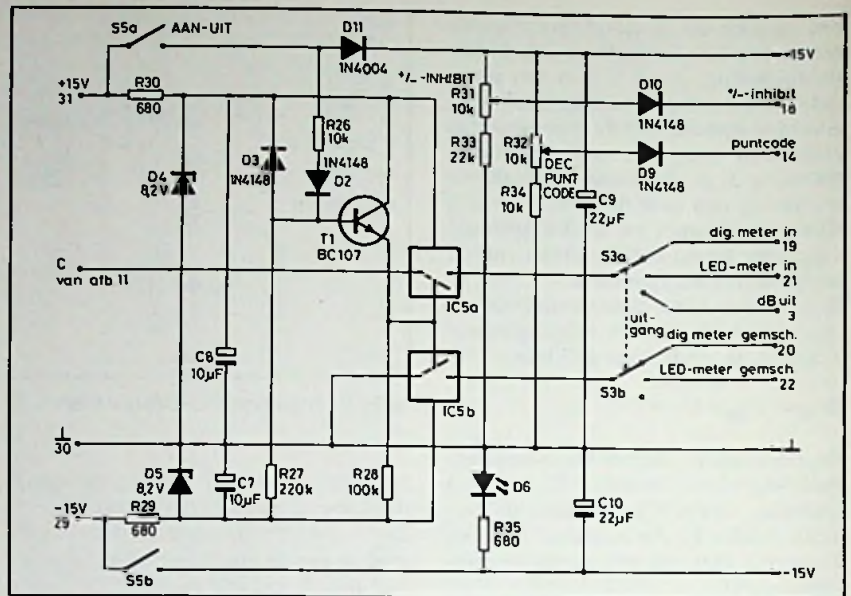 S5a
AAN-UIT
D11
1N4004
-15V
+15V
31
R30
680
+/--INHIBIT
R31
10k
D10
1N4148
+/--inhibit
16
R26
10k
R33
22k
R32
10k
DEC
PUNT
CODE
puntcode
14
D9
1N4148
D4
8,2V
D3
1N4148
1N4148
D2
R34
10k
C9
22µF
T1
BC107
dig. meter in
19
C
van afb. 11
S3a
LED-meter in
21
IC5a
dB uit
3
uit-
gang
dig meter gemsch.
20
C8
10µF
IC5b
S3b
LED-meter gemsch
22
⊥
30
⊥
D5
8,2V
C7
10µF
R27
220k
R28
100k
D6
-15V
29
R29
680
R35
680
C10
22µF
S5b
-15V